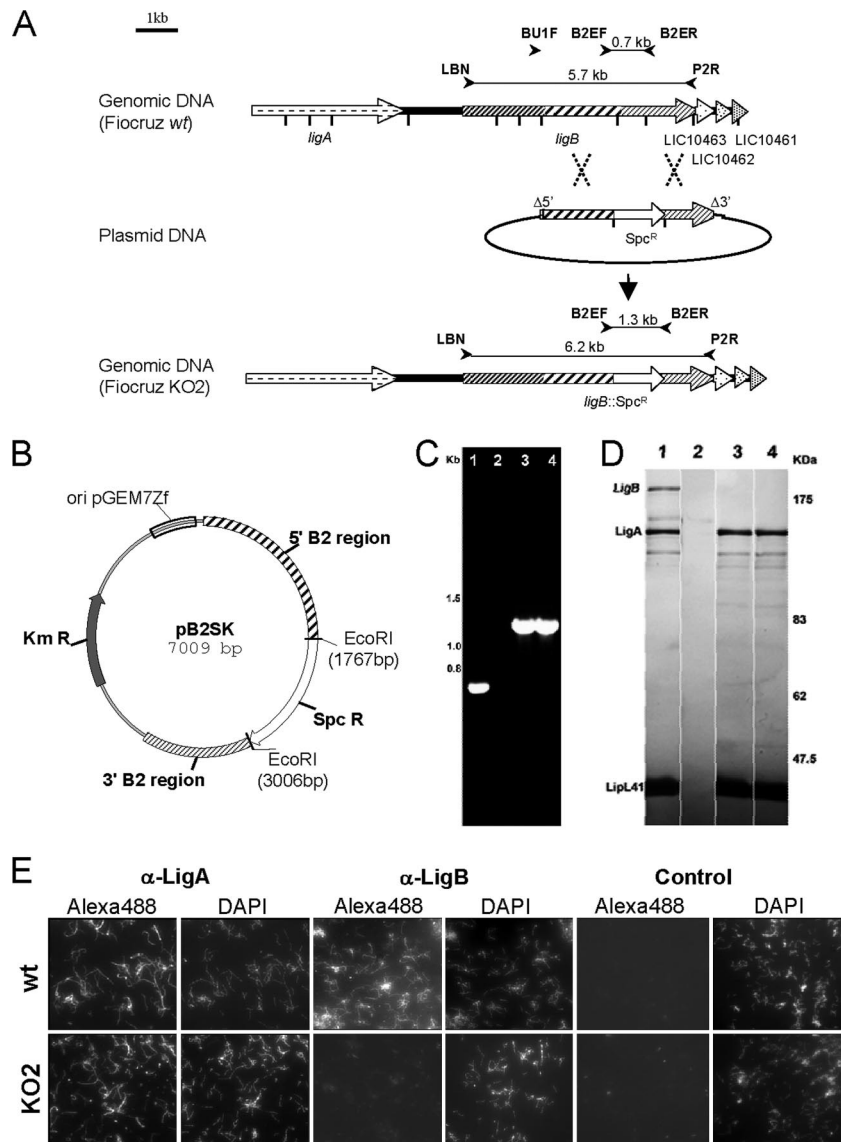 A
1kb
BU1F B2EF B2ER
0.7 kb
LBN P2R
5.7 kb
Genomic DNA
(Fiocruz wt)
ligA ligB
LIC10463 LIC10461
LIC10462
Δ5' Δ3'
Plasmid DNA
Spc^R
B2EF B2ER
1.3 kb
LBN P2R
6.2 kb
Genomic DNA
(Fiocruz KO2)
ligB::Spc^R
B
ori pGEM7Zf
5' B2 region
Km R
pB2SK
7009 bp
EcoRI
(1767bp)
Spc R
EcoRI
(3006bp)
3' B2 region
C
Kb 1 2 3 4
1.5
1.0
0.8
D
1 2 3 4 KDa
LigB
175
LigA
83
62
47.5
LipL41
E
α-LigA α-LigB Control
Alexa488 DAPI Alexa488 DAPI Alexa488 DAPI
wt
KO2